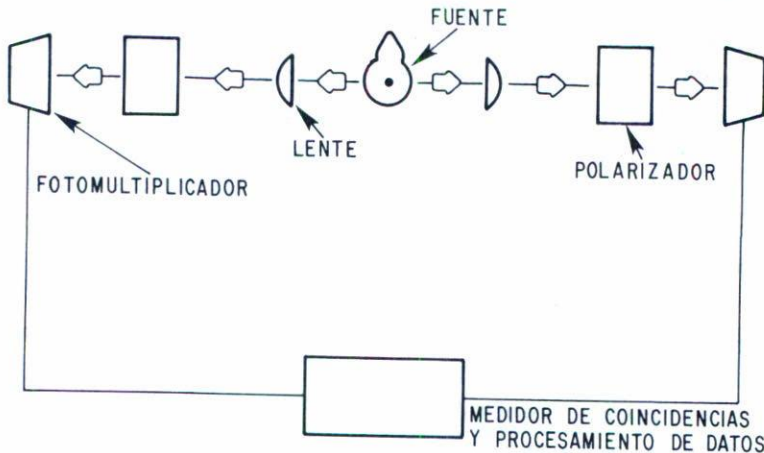 FUENTE
LENTE
POLARIZADOR
FOTOMULTIPLICADOR
MEDIDOR DE COINCIDENCIAS
Y PROCESAMIENTO DE DATOS